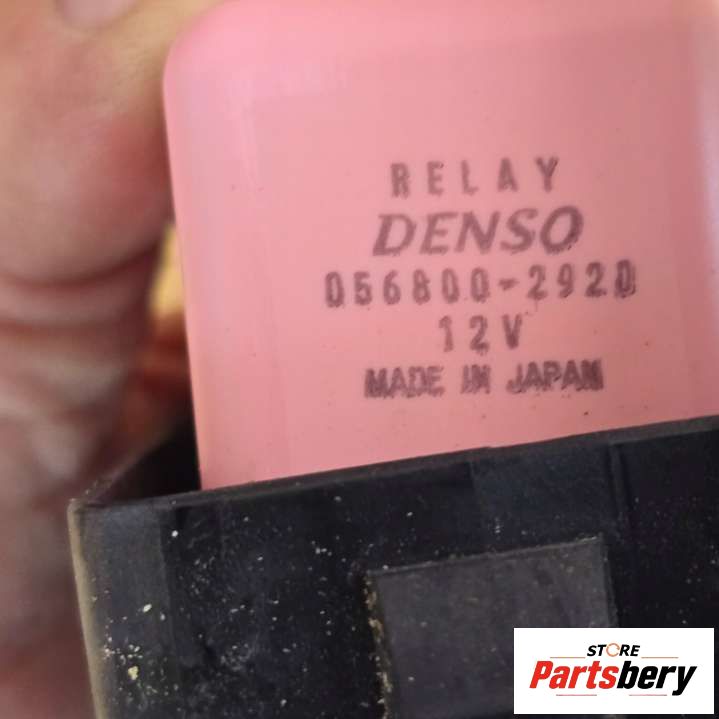 RELAY
DENSO
056800-2920
12V
MADE IN JAPAN
STORE
Partsbery